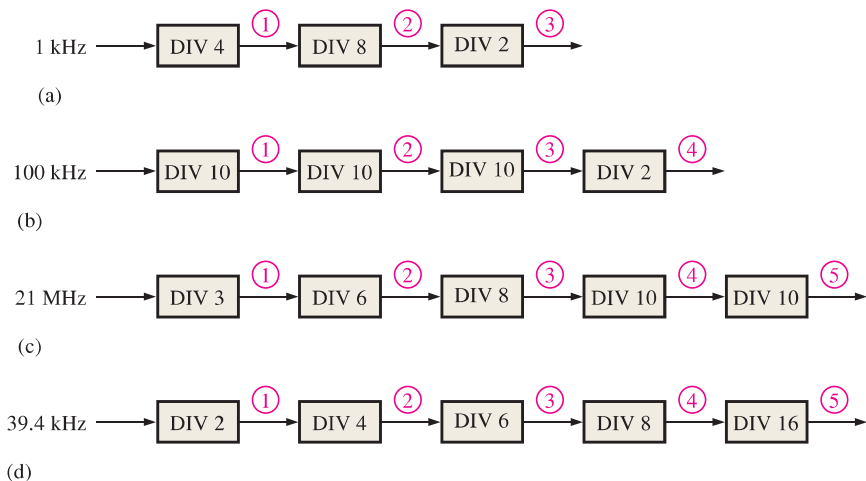 ① ② ③
1 kHz DIV 4 DIV 8 DIV 2
(a)
① ② ③ ④
100 kHz DIV 10 DIV 10 DIV 10 DIV 2
(b)
① ② ③ ④ ⑤
21 MHz DIV 3 DIV 6 DIV 8 DIV 10 DIV 10
(c)
① ② ③ ④ ⑤
39.4 kHz DIV 2 DIV 4 DIV 6 DIV 8 DIV 16
(d)